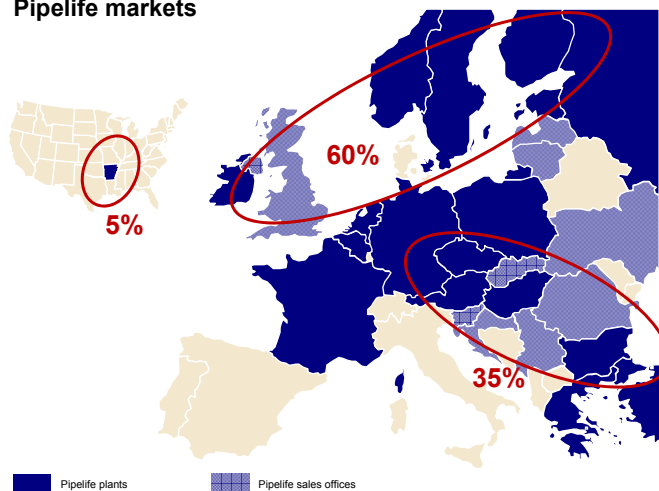 Pipelife markets
60%
5%
35%
Pipelife plants
Pipelife sales offices